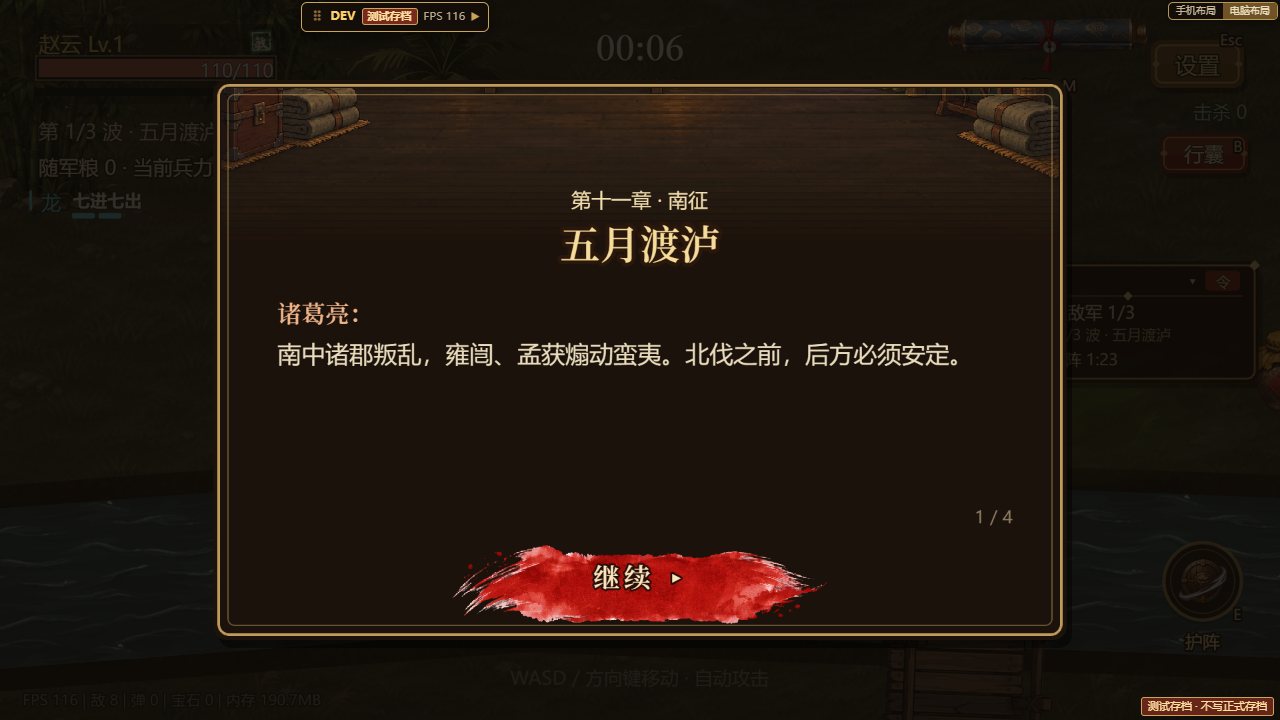 DEV 测试存档 FPS 116 ▶
手机布局 电脑布局
赵云 Lv.1
110/110
00:06
Esc
设置
M
击杀 0
第 1/3 波 · 五月渡泸
行囊 B
随军粮 0 · 当前兵力
龙 七进七出
第十一章 · 南征
五月渡泸
诸葛亮：
南中诸郡叛乱，雍闿、孟获煽动蛮夷。北伐之前，后方必须安定。
令
敌军 1/3
/3 波 · 五月渡泸
阵 1:23
1 / 4
继续 ▸
E
护阵
WASD / 方向键移动 · 自动攻击
FPS 116 | 敌 8 | 弹 0 | 宝石 0 | 内存 190.7MB
测试存档 · 不写正式存档